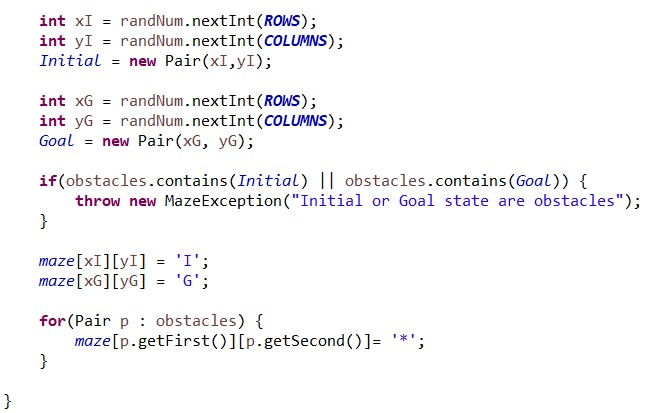 int xI = randNum.nextInt(ROWS);
int yI = randNum.nextInt(COLUMNS);
Initial = new Pair(xI,yI);
int xG = randNum.nextInt(ROWS);
int yG = randNum.nextInt(COLUMNS);
Goal = new Pair(xG, yG);
if(obstacles.contains(Initial) || obstacles.contains(Goal)) {
throw new MazeException("Initial or Goal state are obstacles");
}
maze[xI][yI] = 'I';
maze[xG][yG] = 'G';
for(Pair p : obstacles) {
maze[p.getFirst()][p.getSecond()]= '*';
}
}